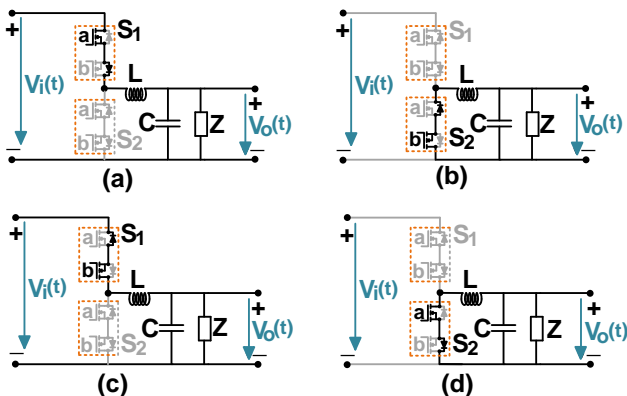 + a S1 b Vi(t) L + a b S2 C Z Vo(t) − −
(a)
+ a S1 b Vi(t) L + a b S2 C Z Vo(t) − −
(b)
+ a S1 b Vi(t) L + a b S2 C Z Vo(t) − −
(c)
+ a S1 b Vi(t) L + a b S2 C Z Vo(t) − −
(d)